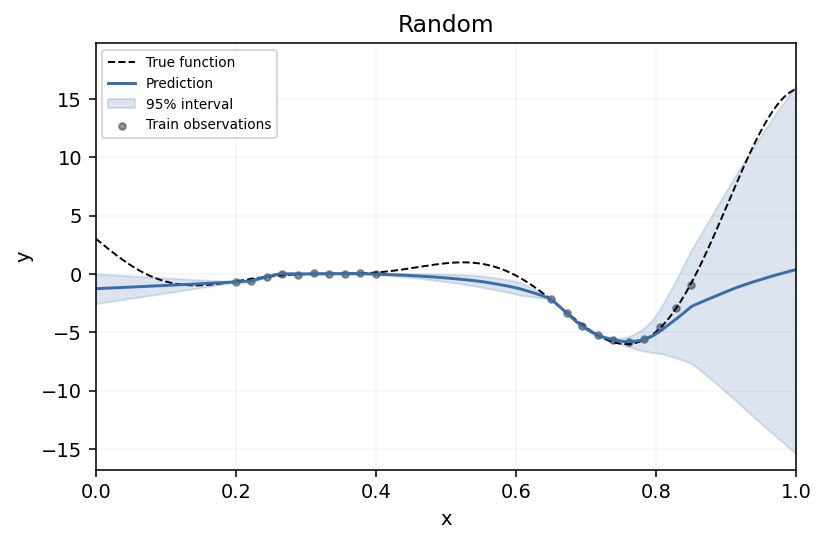 Random
True function
Prediction
95% interval
Train observations
15
10
5
0
−5
−10
−15
y
0.0 0.2 0.4 0.6 0.8 1.0
x